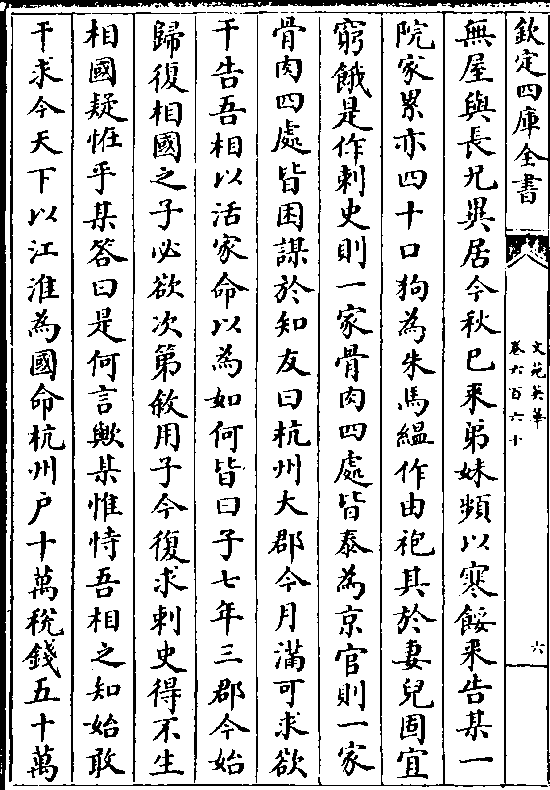 欽定四庫全書
文苑英華
卷六百六十
六
無屋與長兄異居今秋已來弟妹頻以寒餒來告某一
院家累亦四十口狗為朱馬緼作由袍其於妻兒固宜
窮餓是作刺史則一家骨肉四處皆泰為京官則一家
骨肉四處皆困謀於知友曰杭州大郡今月滿可求欲
干告吾相以活家命以為如何皆曰子七年三郡今始
歸復相國之子必欲次第敘用子今復求刺史得不生
相國疑怪乎某答曰是何言歟某惟恃吾相之知始敢
干求今天下以江淮為國命杭州户十萬稅錢五十萬